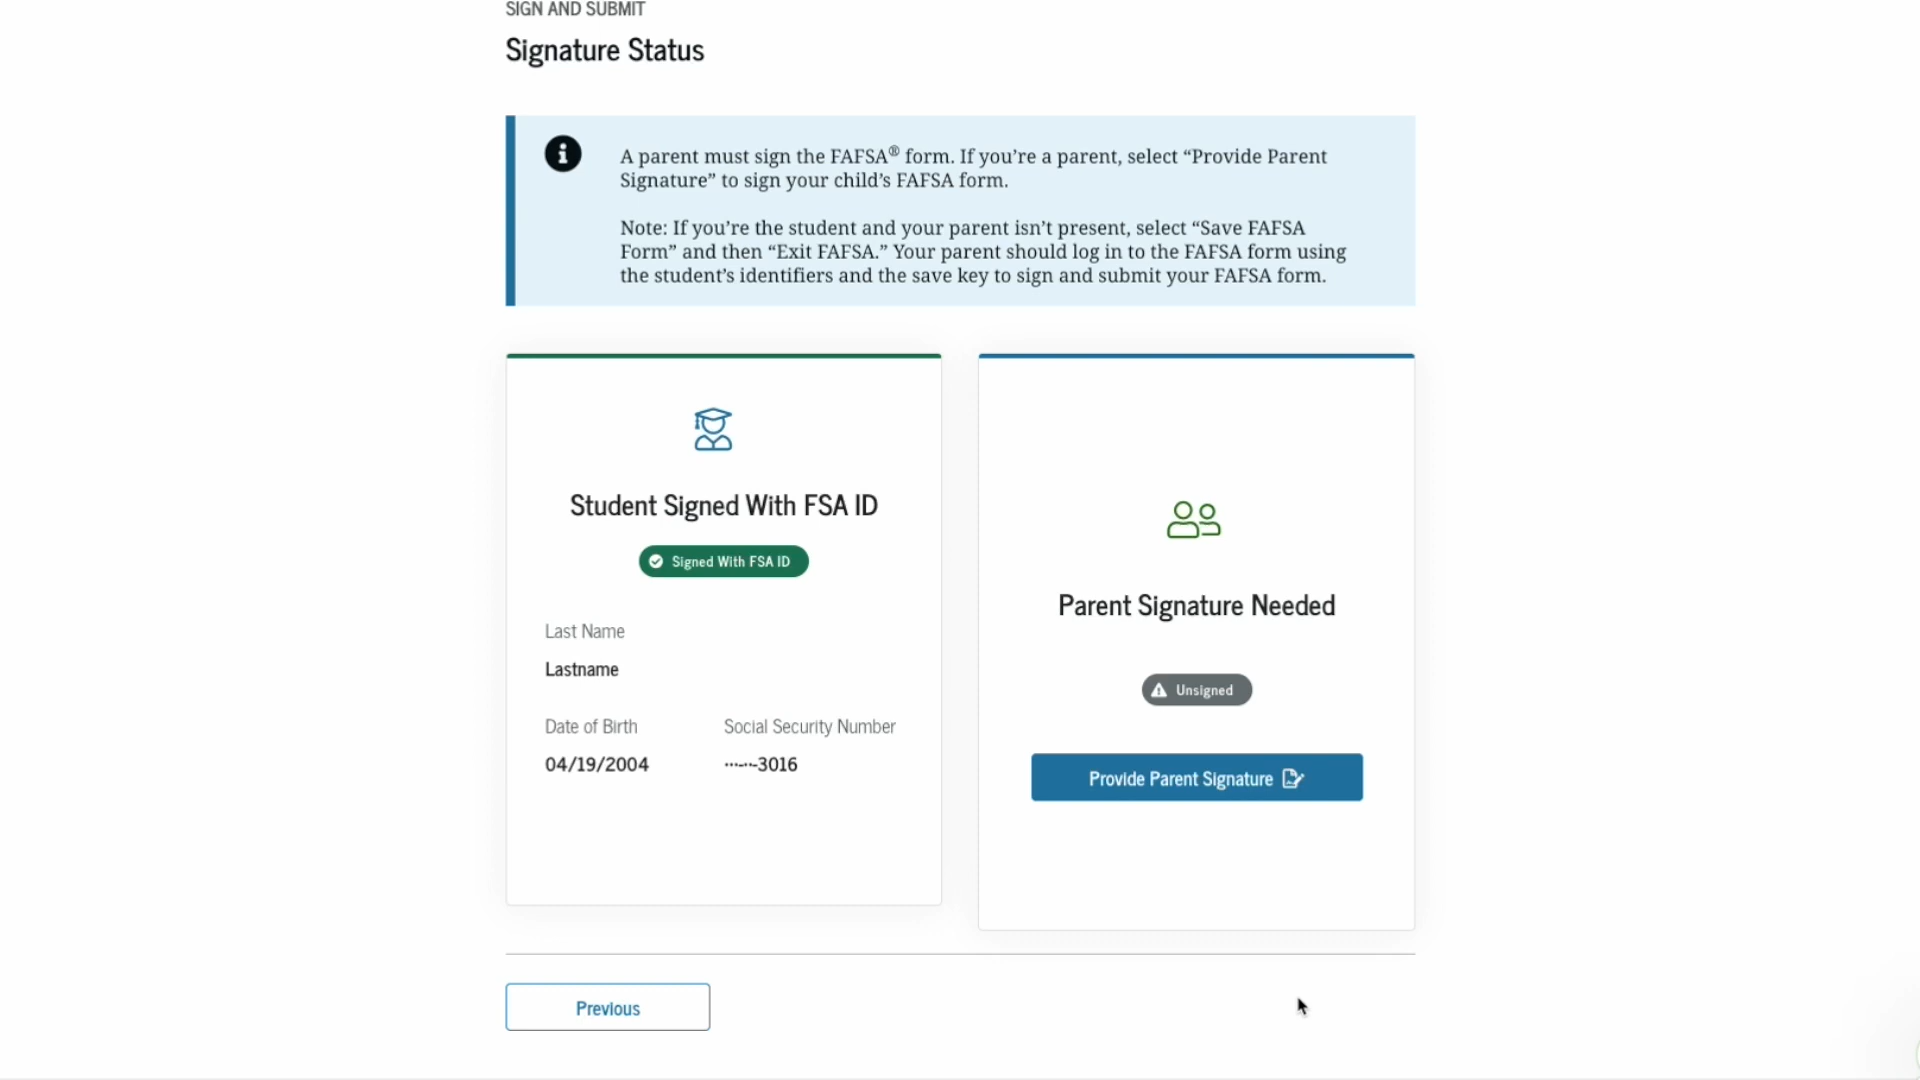 SIGN AND SUBMIT
Signature Status
A parent must sign the FAFSA® form. If you’re a parent, select “Provide Parent
Signature” to sign your child’s FAFSA form.
Note: If you’re the student and your parent isn’t present, select “Save FAFSA
Form” and then “Exit FAFSA.” Your parent should log in to the FAFSA form using
the student’s identifiers and the save key to sign and submit your FAFSA form.
Student Signed With FSA ID
Signed With FSA ID
Last Name
Lastname
Date of Birth
Social Security Number
04/19/2004
•••-••-3016
Parent Signature Needed
Unsigned
Provide Parent Signature
Previous